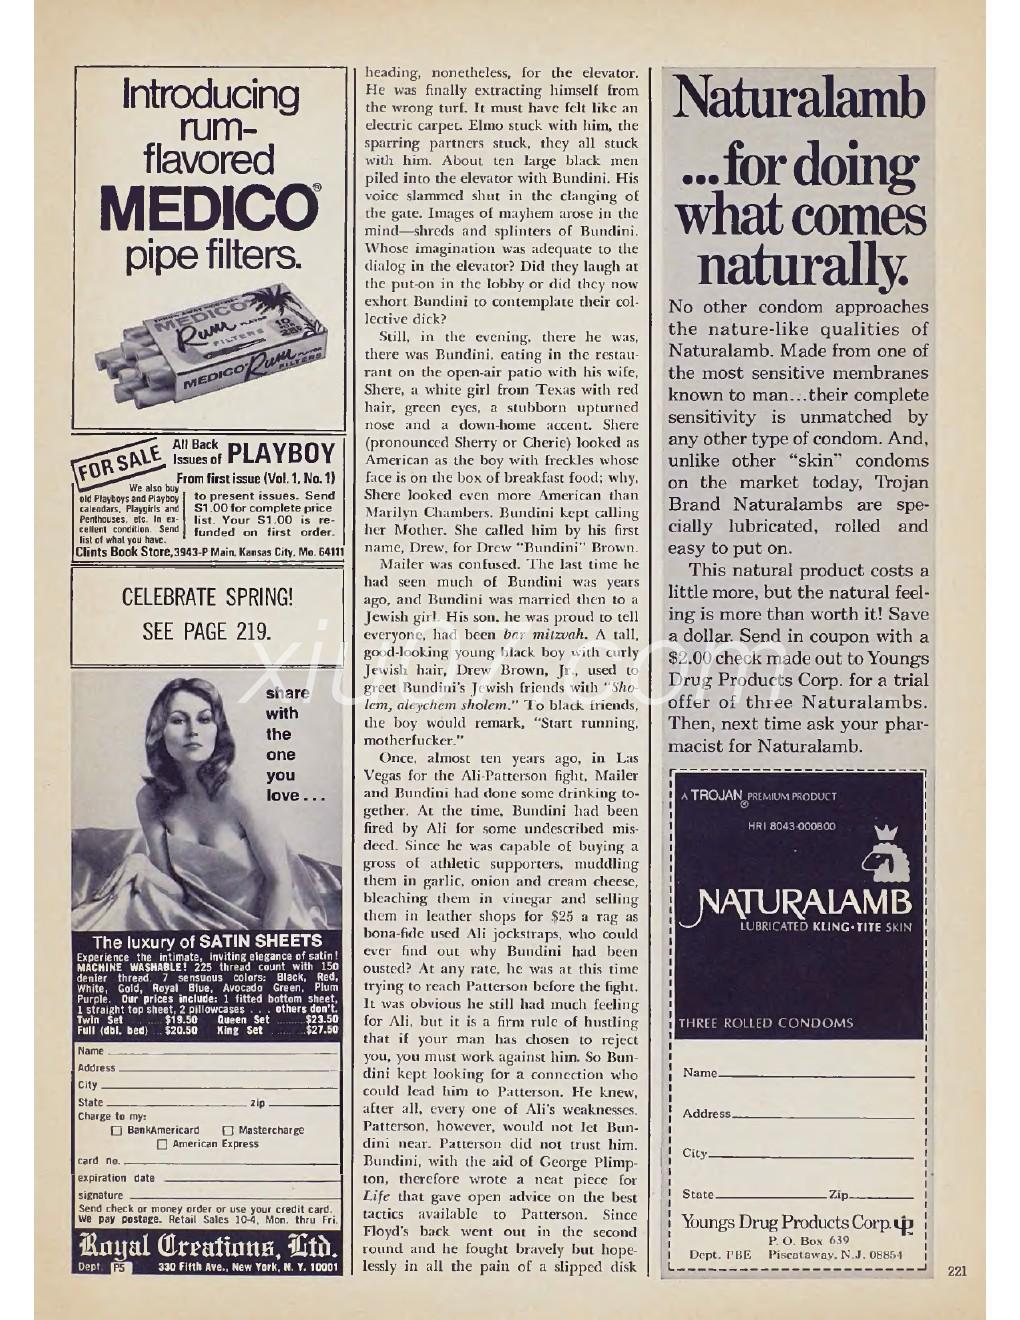 Introducing
rum-
flavored
MEDICO®
pipe filters.
MEDICO
Rum FLAVOR
FILTERS
MEDICO Rum FLAVOR
FILTERS
FOR SALE
All Back
Issues of PLAYBOY
From first issue (Vol. 1, No. 1)
We also buy
old Playboys and Playboy
calendars, Playgirls and
Penthouses, etc. In ex-
cellent condition. Send
list of what you have.
to present issues. Send
$1.00 for complete price
list. Your $1.00 is re-
funded on first order.
Clints Book Store, 3943-P Main, Kansas City, Mo. 64111
CELEBRATE SPRING!
SEE PAGE 219.
share
with
the
one
you
love...
The luxury of SATIN SHEETS
Experience the intimate, inviting elegance of satin!
MACHINE WASHABLE! 225 thread count with 150
denier thread. 7 sensuous colors: Black, Red,
White, Gold, Royal Blue, Avocado Green, Plum
Purple. Our prices include: 1 fitted bottom sheet,
1 straight top sheet, 2 pillowcases . . . others don't.
Twin Set ..... $19.50 Queen Set ..... $23.50
Full (dbl. bed) ... $20.50 King Set ..... $27.50
Name
Address
City
State zip
Charge to my:
BankAmericard Mastercharge
American Express
card no.
expiration date
signature
Send check or money order or use your credit card.
We pay postage. Retail Sales 10-4, Mon. thru Fri.
Royal Creations, Ltd.
Dept. P5 330 Fifth Ave., New York, N. Y. 10001
heading, nonetheless, for the elevator.
He was finally extracting himself from
the wrong turf. It must have felt like an
electric carpet. Elmo stuck with him, the
sparring partners stuck, they all stuck
with him. About ten large black men
piled into the elevator with Bundini. His
voice slammed shut in the clanging of
the gate. Images of mayhem arose in the
mind—shreds and splinters of Bundini.
Whose imagination was adequate to the
dialog in the elevator? Did they laugh at
the put-on in the lobby or did they now
exhort Bundini to contemplate their col-
lective dick?
Still, in the evening, there he was,
there was Bundini, eating in the restau-
rant on the open-air patio with his wife,
Shere, a white girl from Texas with red
hair, green eyes, a stubborn upturned
nose and a down-home accent. Shere
(pronounced Sherry or Cherie) looked as
American as the boy with freckles whose
face is on the box of breakfast food; why,
Shere looked even more American than
Marilyn Chambers. Bundini kept calling
her Mother. She called him by his first
name, Drew, for Drew "Bundini" Brown.
Mailer was confused. The last time he
had seen much of Bundini was years
ago, and Bundini was married then to a
Jewish girl. His son, he was proud to tell
everyone, had been bar mitzvah. A tall,
good-looking young black boy with curly
Jewish hair, Drew Brown, Jr., used to
greet Bundini's Jewish friends with "Sho-
lem, aleychem sholem." To black friends,
the boy would remark, "Start running,
motherfucker."
Once, almost ten years ago, in Las
Vegas for the Ali-Patterson fight, Mailer
and Bundini had done some drinking to-
gether. At the time, Bundini had been
fired by Ali for some undescribed mis-
deed. Since he was capable of buying a
gross of athletic supporters, muddling
them in garlic, onion and cream cheese,
bleaching them in vinegar and selling
them in leather shops for $25 a rag as
bona-fide used Ali jockstraps, who could
ever find out why Bundini had been
ousted? At any rate, he was at this time
trying to reach Patterson before the fight.
It was obvious he still had much feeling
for Ali, but it is a firm rule of hustling
that if your man has chosen to reject
you, you must work against him. So Bun-
dini kept looking for a connection who
could lead him to Patterson. He knew,
after all, every one of Ali's weaknesses.
Patterson, however, would not let Bun-
dini near. Patterson did not trust him.
Bundini, with the aid of George Plimp-
ton, therefore wrote a neat piece for
Life that gave open advice on the best
tactics available to Patterson. Since
Floyd's back went out in the second
round and he fought bravely but hope-
lessly in all the pain of a slipped disk
Naturalamb
...for doing
what comes
naturally.
No other condom approaches
the nature-like qualities of
Naturalamb. Made from one of
the most sensitive membranes
known to man...their complete
sensitivity is unmatched by
any other type of condom. And,
unlike other "skin" condoms
on the market today, Trojan
Brand Naturalambs are spe-
cially lubricated, rolled and
easy to put on.
This natural product costs a
little more, but the natural feel-
ing is more than worth it! Save
a dollar. Send in coupon with a
$2.00 check made out to Youngs
Drug Products Corp. for a trial
offer of three Naturalambs.
Then, next time ask your phar-
macist for Naturalamb.
A TROJAN® PREMIUM PRODUCT
HRI 8043-000800
NATURALAMB
LUBRICATED KLING-TITE SKIN
THREE ROLLED CONDOMS
Name
Address
City
State Zip
Youngs Drug Products Corp.
P. O. Box 639
Dept. PBE Piscataway, N.J. 08854
221